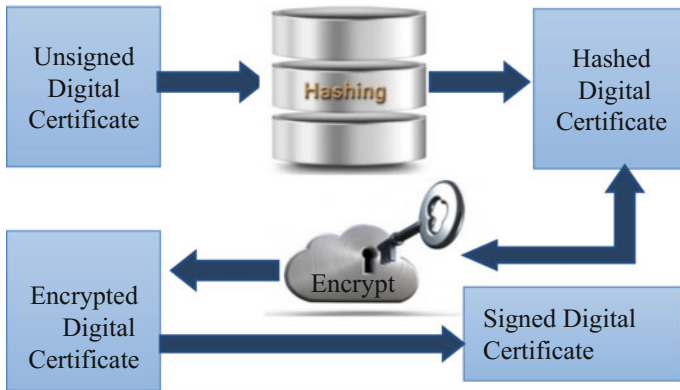 Unsigned
Digital
Certificate
Hashing
Hashed
Digital
Certificate
Encrypt
Encrypted
Digital
Certificate
Signed Digital
Certificate